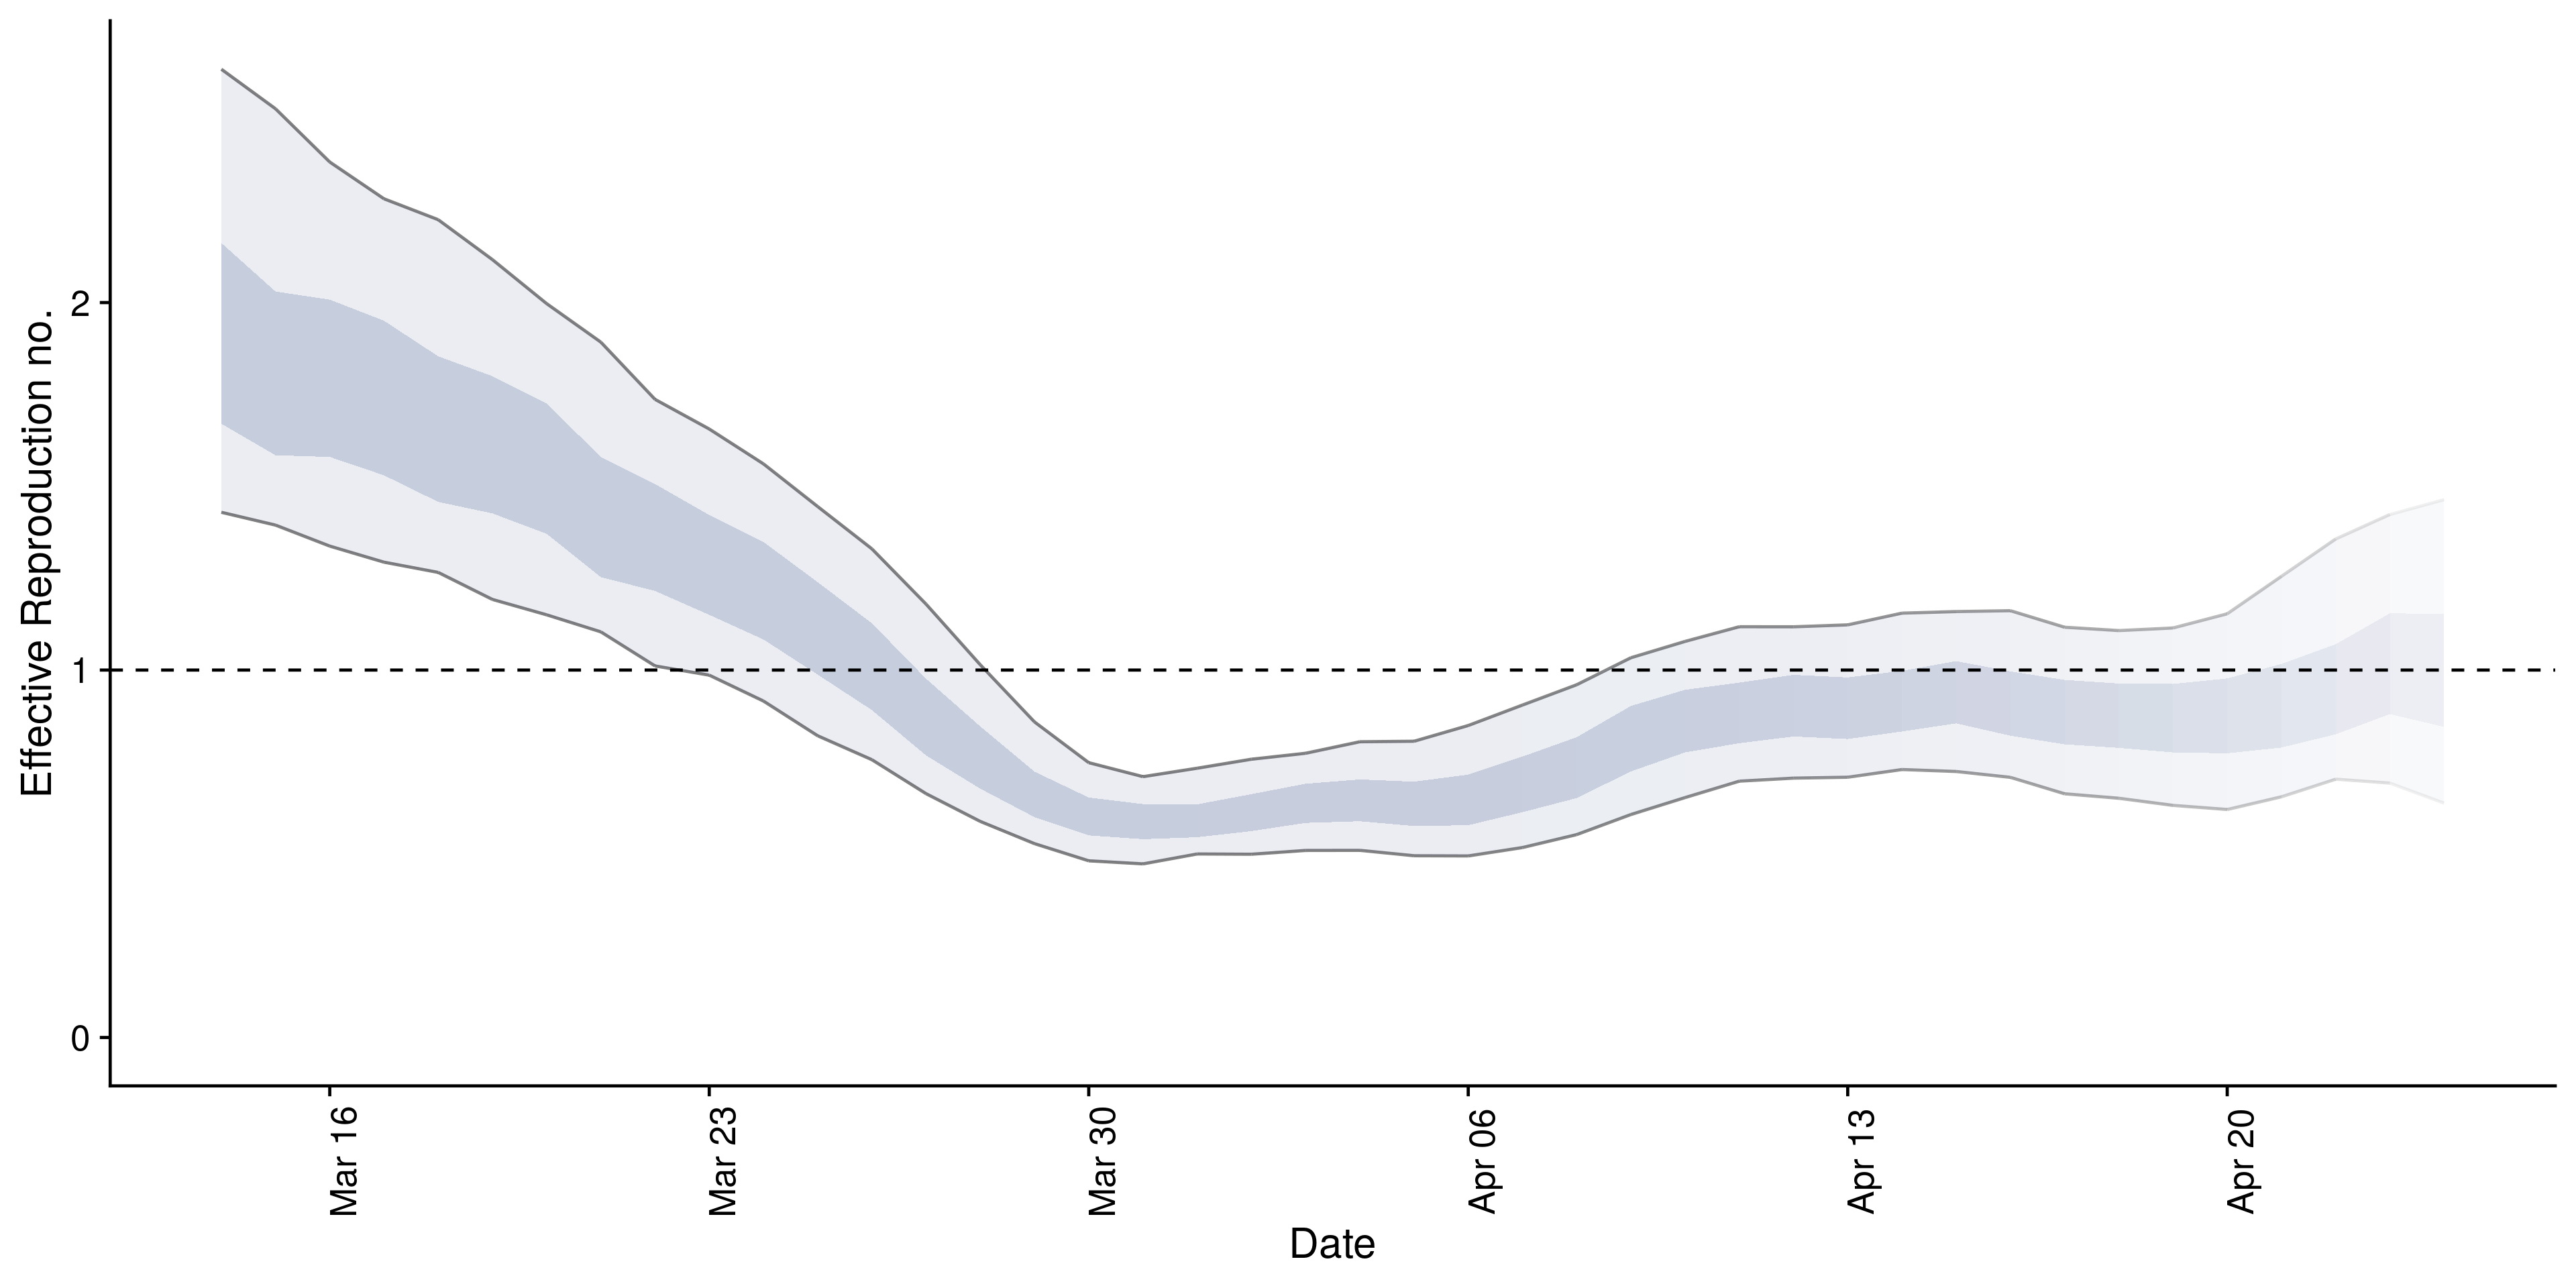 Effective Reproduction no.
2
1
0
Mar 16
Mar 23
Mar 30
Apr 06
Apr 13
Apr 20
Date